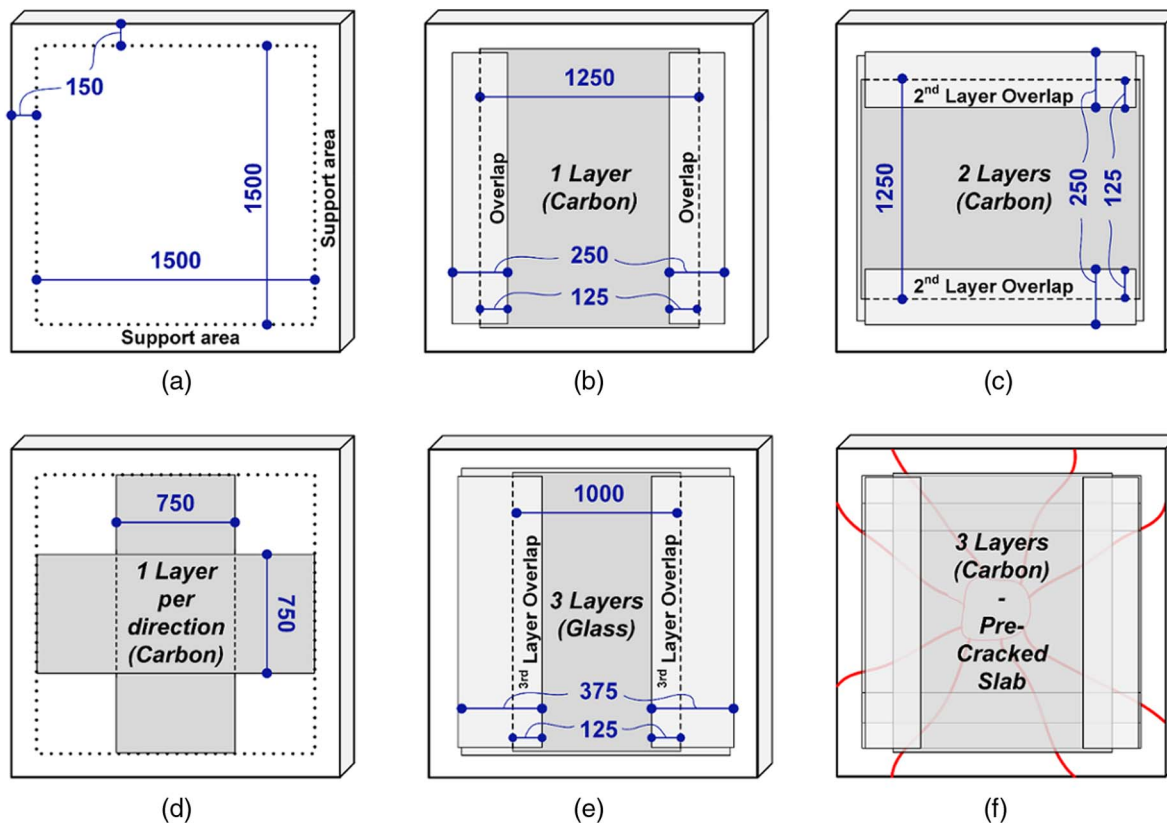 150
1500
1500
Support area
Support area
(a)
1250
Overlap
1 Layer
(Carbon)
Overlap
250
125
(b)
2nd Layer Overlap
1250
2 Layers
(Carbon)
250
125
2nd Layer Overlap
(c)
750
1 Layer
per
direction
(Carbon)
750
(d)
1000
3rd Layer Overlap
3 Layers
(Glass)
3rd Layer Overlap
375
125
(e)
3 Layers
(Carbon)
-
Pre-
Cracked
Slab
(f)